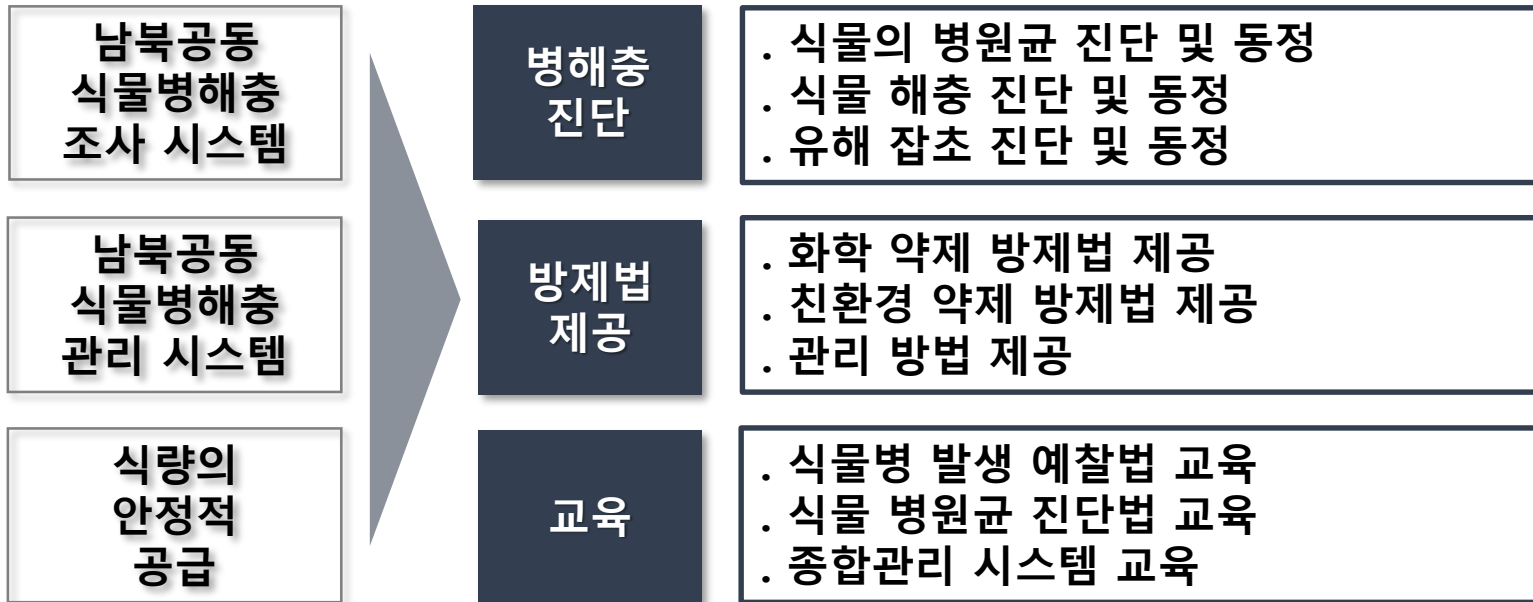 남북공동
식물병해충
조사 시스템
병해충
진단
. 식물의 병원균 진단 및 동정
. 식물 해충 진단 및 동정
. 유해 잡초 진단 및 동정
남북공동
식물병해충
관리 시스템
방제법
제공
. 화학 약제 방제법 제공
. 친환경 약제 방제법 제공
. 관리 방법 제공
식량의
안정적
공급
교육
. 식물병 발생 예찰법 교육
. 식물 병원균 진단법 교육
. 종합관리 시스템 교육